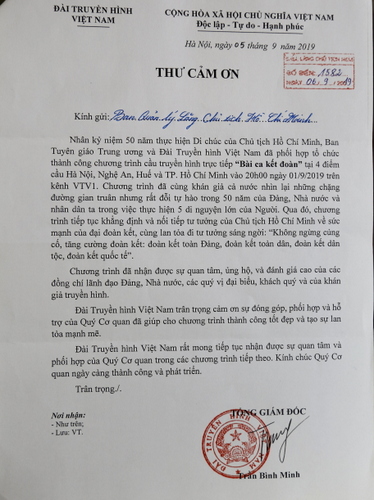 ĐÀI TRUYỀN HÌNH
VIỆT NAM
CỘNG HÒA XÃ HỘI CHỦ NGHĨA VIỆT NAM
Độc lập - Tự do - Hạnh phúc
Hà Nội, ngày 05 tháng 9 năm 2019
SỐ ĐẾN: 1582
NGÀY 06.9.2019
THƯ CẢM ƠN
Kính gửi: Ban Quản lý Lăng Chủ tịch Hồ Chí Minh
Nhân kỷ niệm 50 năm thực hiện Di chúc của Chủ tịch Hồ Chí Minh, Ban
Tuyên giáo Trung ương và Đài Truyền hình Việt Nam đã phối hợp tổ chức
thành công chương trình cầu truyền hình trực tiếp "Bài ca kết đoàn" tại 4 điểm
cầu Hà Nội, Nghệ An, Huế và TP. Hồ Chí Minh vào 20h00 ngày 01/9/2019 trên
kênh VTV1. Chương trình đã cùng khán giả cả nước nhìn lại những chặng
đường gian truân nhưng rất đỗi tự hào trong 50 năm của Đảng, Nhà nước và
nhân dân ta trong việc thực hiện 5 di nguyện lớn của Người. Qua đó, chương
trình tiếp tục khẳng định và nối tiếp tư tưởng của Chủ tịch Hồ Chí Minh về sức
mạnh của đại đoàn kết, cùng lan tỏa đi tư tưởng sáng ngời: "Không ngừng củng
cố, tăng cường đoàn kết: đoàn kết toàn Đảng, đoàn kết toàn dân, đoàn kết dân
tộc, đoàn kết quốc tế".
Chương trình đã nhận được sự quan tâm, ủng hộ, và đánh giá cao của các
đồng chí lãnh đạo Đảng, Nhà nước, các quý vị đại biểu, khách quý và của khán
giả truyền hình.
Đài Truyền hình Việt Nam trân trọng cảm ơn sự đóng góp, phối hợp và hỗ
trợ của Quý Cơ quan đã giúp cho chương trình thành công tốt đẹp và tạo sự lan
tỏa mạnh mẽ.
Đài Truyền hình Việt Nam rất mong tiếp tục nhận được sự quan tâm và
phối hợp của Quý Cơ quan trong các chương trình tiếp theo. Kính chúc Quý Cơ
quan ngày càng thành công và phát triển.
Trân trọng./.
Nơi nhận:
- Như trên;
- Lưu: VT.
TỔNG GIÁM ĐỐC
ĐÀI TRUYỀN HÌNH VIỆT NAM
Trần Bình Minh